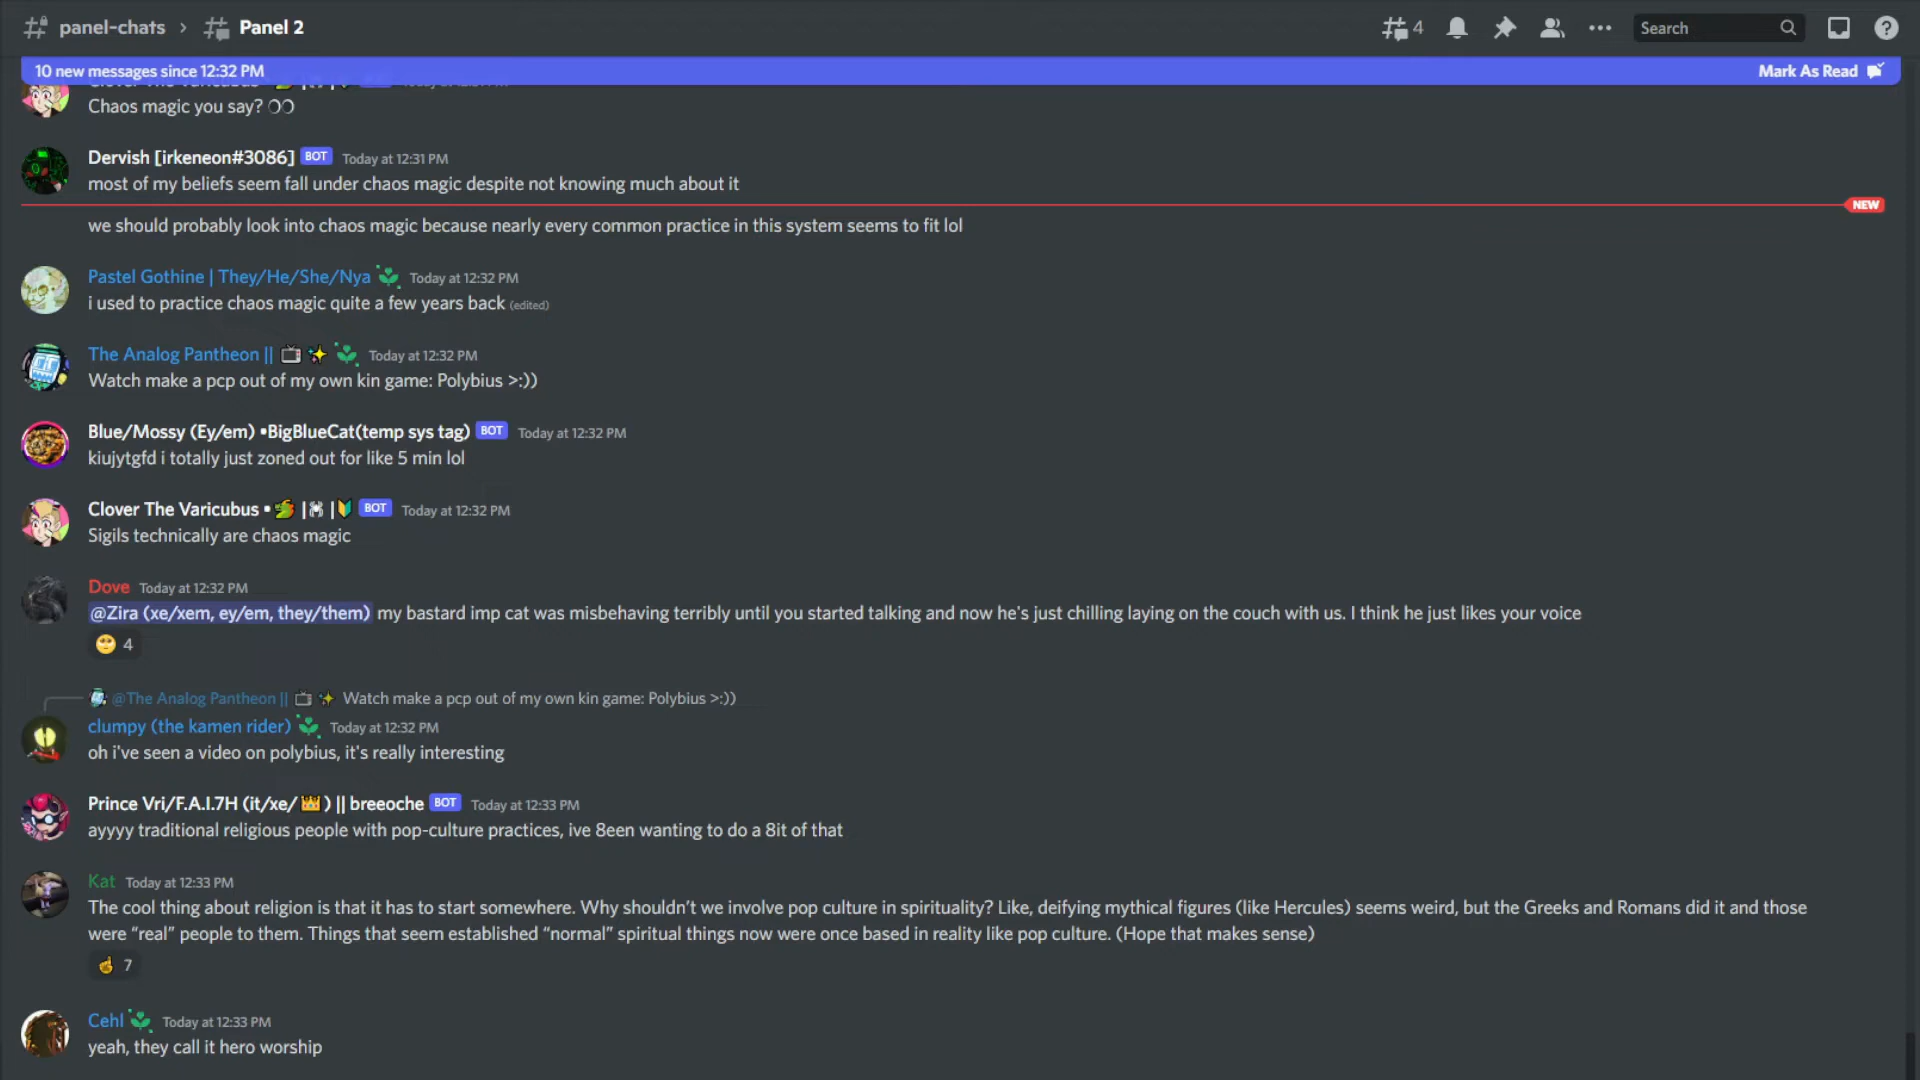 panel-chats › Panel 2 4 Search
10 new messages since 12:32 PM Mark As Read
Chaos magic you say?
Dervish [irkeneon#3086] BOT Today at 12:31 PM
most of my beliefs seem fall under chaos magic despite not knowing much about it
NEW
we should probably look into chaos magic because nearly every common practice in this system seems to fit lol
Pastel Gothine | They/He/She/Nya Today at 12:32 PM
i used to practice chaos magic quite a few years back (edited)
The Analog Pantheon || 📺 ✨ Today at 12:32 PM
Watch make a pcp out of my own kin game: Polybius >:))
Blue/Mossy (Ey/em) •BigBlueCat(temp sys tag) BOT Today at 12:32 PM
kiujytgfd i totally just zoned out for like 5 min lol
Clover The Varicubus • 🐲 |🕷 |🔰 BOT Today at 12:32 PM
Sigils technically are chaos magic
Dove Today at 12:32 PM
@Zira (xe/xem, ey/em, they/them) my bastard imp cat was misbehaving terribly until you started talking and now he's just chilling laying on the couch with us. I think he just likes your voice
4
@The Analog Pantheon || 📺 ✨ Watch make a pcp out of my own kin game: Polybius >:))
clumpy (the kamen rider) Today at 12:32 PM
oh i've seen a video on polybius, it's really interesting
Prince Vri/F.A.I.7H (it/xe/ 👑 ) || breeoche BOT Today at 12:33 PM
ayyyy traditional religious people with pop-culture practices, ive 8een wanting to do a 8it of that
Kat Today at 12:33 PM
The cool thing about religion is that it has to start somewhere. Why shouldn't we involve pop culture in spirituality? Like, deifying mythical figures (like Hercules) seems weird, but the Greeks and Romans did it and those
were “real” people to them. Things that seem established “normal” spiritual things now were once based in reality like pop culture. (Hope that makes sense)
7
Cehl Today at 12:33 PM
yeah, they call it hero worship